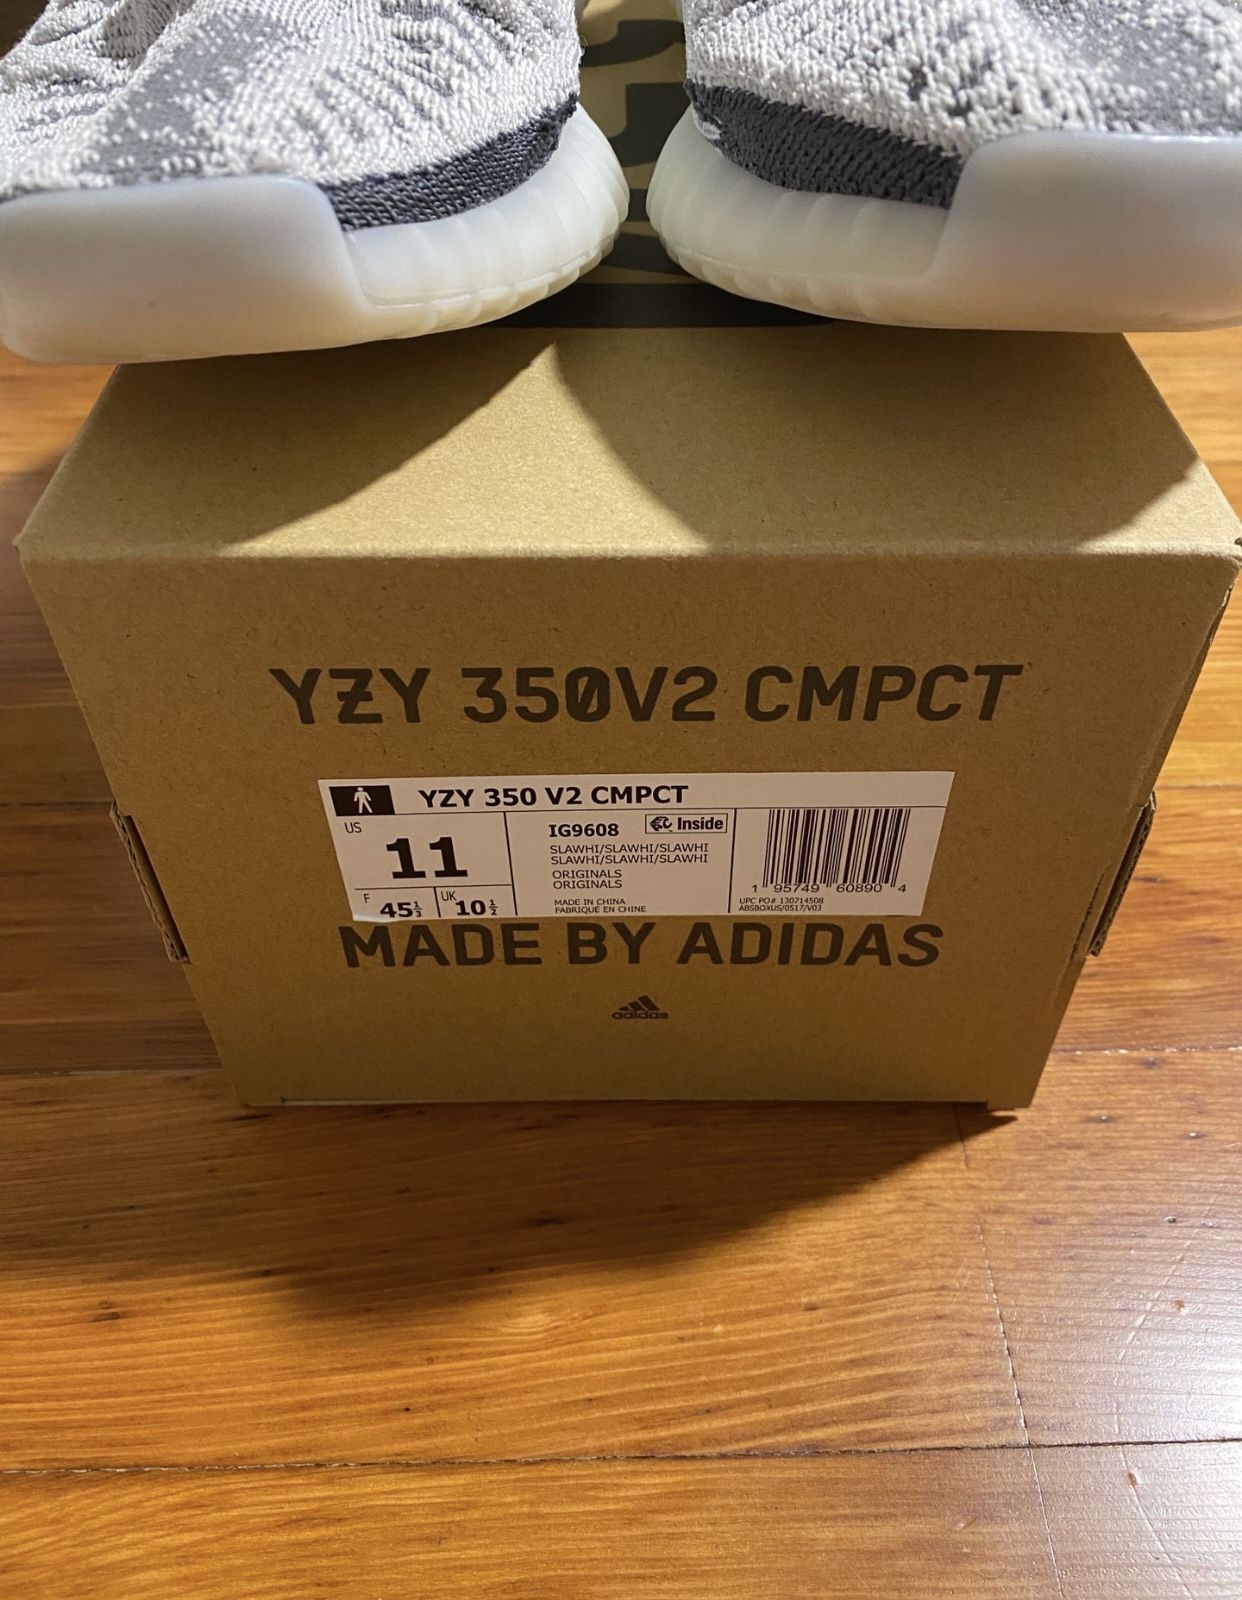 YZY 350V2 CMPCT
YZY 350 V2 CMPCT
US
11
F
45⅓
UK
10½
IG9608
Inside
SLAWHI/SLAWHI/SLAWHI
SLAWHI/SLAWHI/SLAWHI
ORIGINALS
ORIGINALS
MADE IN CHINA
FABRIQUÉ EN CHINE
1 95749 60890 4
UPC PO# 130714508
ABSBOXUS/0517/V03
MADE BY ADIDAS
adidas